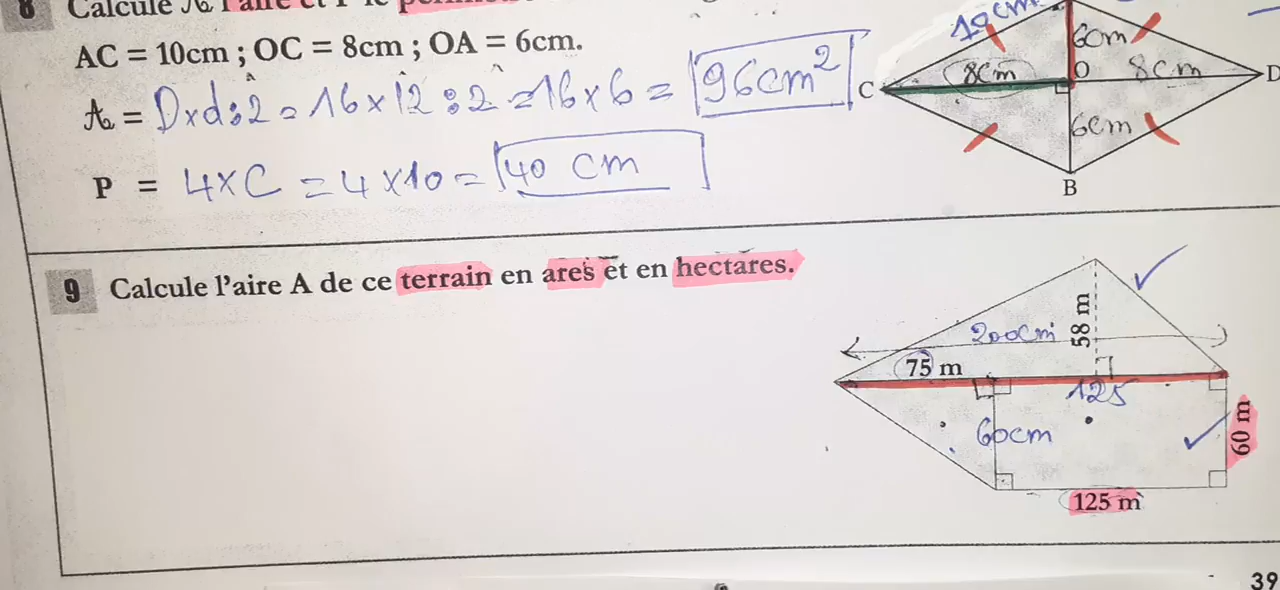 8 Calcule
AC = 10cm ; OC = 8cm ; OA = 6cm.
A = D×d:2 = 16×12:2 = 16×6 = 96cm²
P = 4×C = 4×10 = 40 cm
10cm
6cm
8cm
O
8cm
C
D
6cm
B
9 Calcule l'aire A de ce terrain en ares et en hectares.
200cm
58 m
75 m
125
60cm
60 m
125 m
39